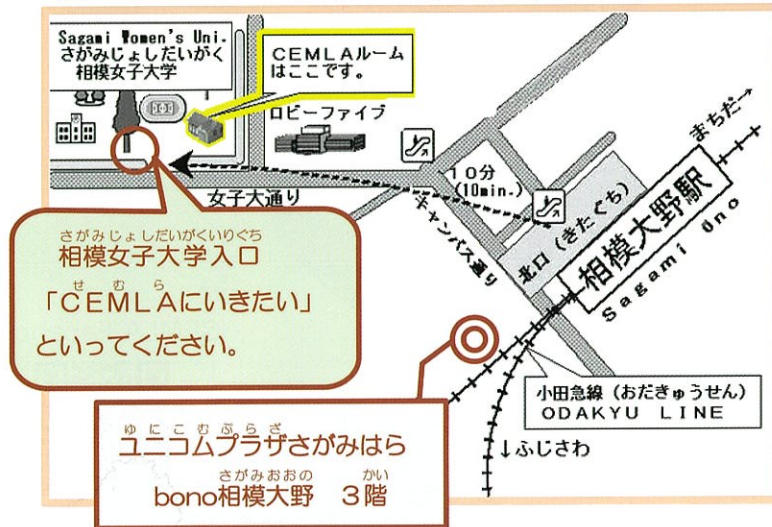 Sagami Women's Uni.
さがみじょしだいがく
相模女子大学
CEMLAルーム
はここです。
ロビーファイブ
まちだ→
10分
(10min.)
女子大通り
キャンパス通り
北口(きたぐち)
相模大野駅
Sagami Ūno
さがみじょしだいがくいりぐち
相模女子大学入口
せむら
「CEMLAにいきたい」
といってください。
小田急線(おだきゅうせん)
ODAKYU LINE
↓ふじさわ
ゆにこむぷらざ
ユニコムプラザさがみはら
さがみおおの かい
bono相模大野 3階